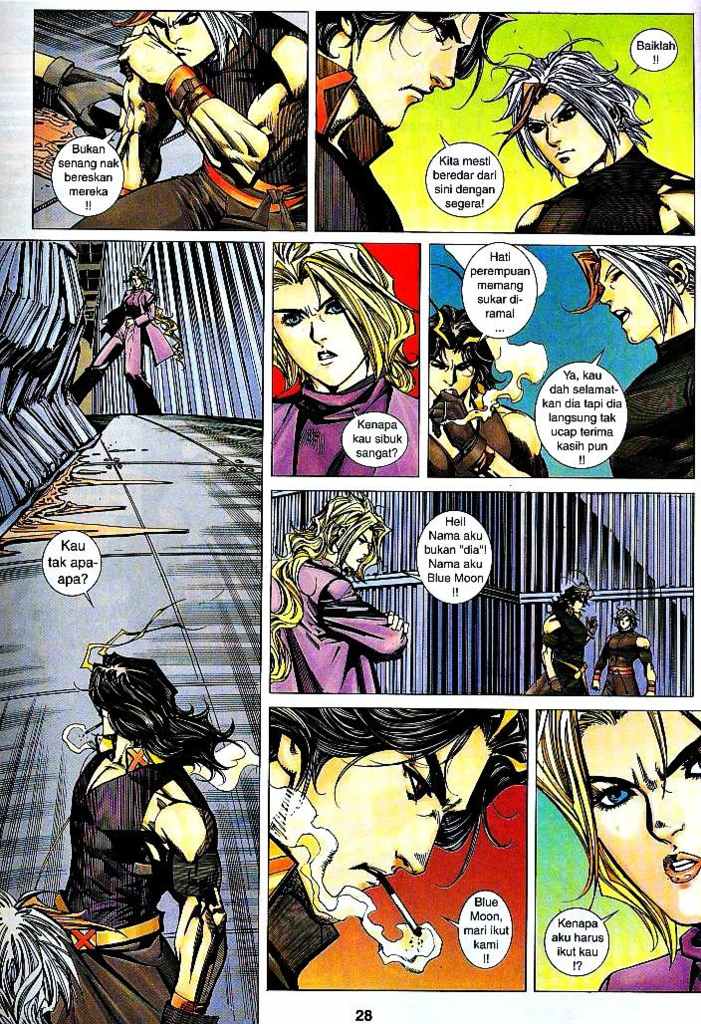 Bukan
senang nak
bereskan
mereka
!!
Kita mesti
beredar dari
sini dengan
segera!
Baiklah
!!
Kau
tak apa-
apa?
Kenapa
kau sibuk
sangat?
Hati
perempuan
memang
sukar di-
ramal
...
Ya, kau
dah selamat-
kan dia tapi dia
langsung tak
ucap terima
kasih pun
!!
Hei!
Nama aku
bukan "dia"!
Nama aku
Blue Moon
!!
Blue
Moon,
mari ikut
kami
!!
Kenapa
aku harus
ikut kau
!?
28